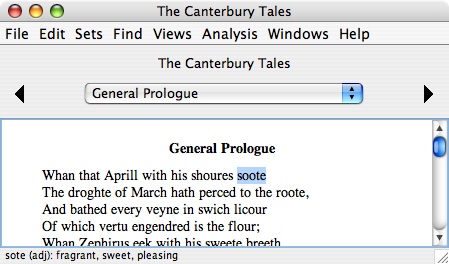 The Canterbury Tales
File Edit Sets Find Views Analysis Windows Help
The Canterbury Tales
General Prologue
General Prologue
Whan that Aprill with his shoures soote
The droghte of March hath perced to the roote,
And bathed every veyne in swich licour
Of which vertu engendred is the flour;
Whan Zephirus eek with his sweete breeth
sote (adj): fragrant, sweet, pleasing